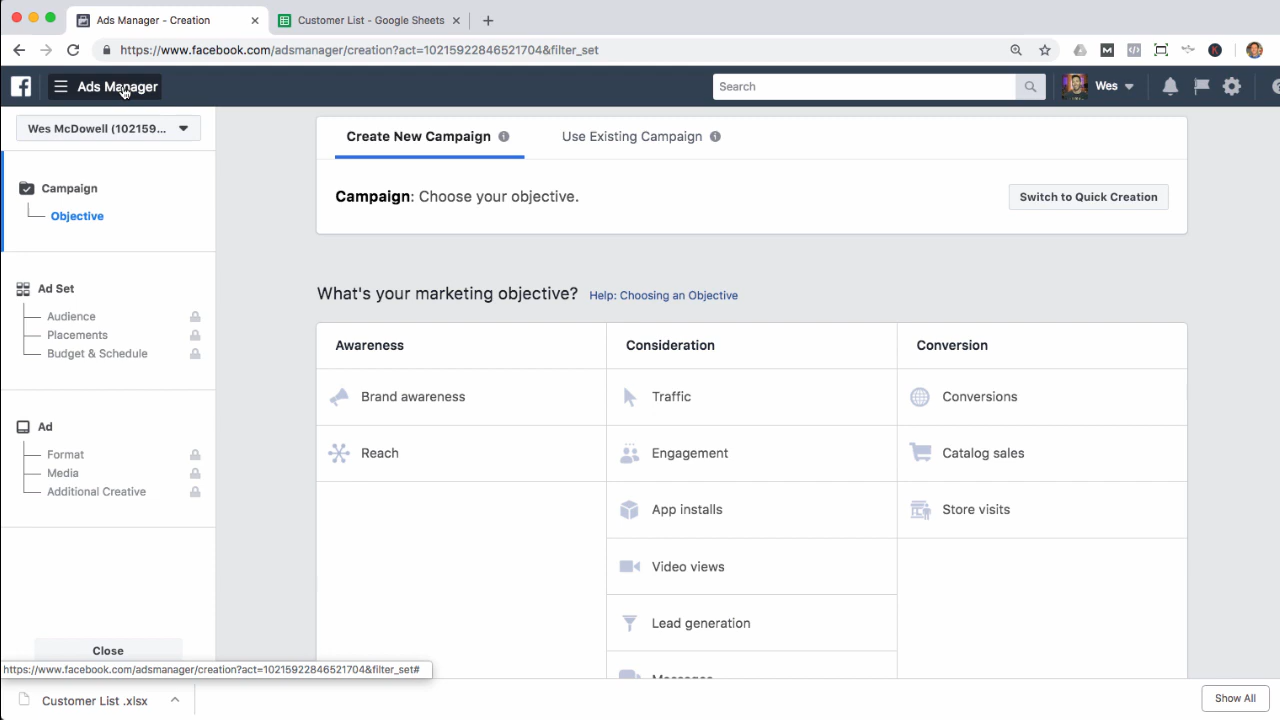 Ads Manager - Creation
Customer List - Google Sheets
https://www.facebook.com/adsmanager/creation?act=10215922846521704&filter_set
Ads Manager
Search
Wes
Wes McDowell (102159...
Create New Campaign
Use Existing Campaign
Campaign: Choose your objective.
Switch to Quick Creation
Campaign
Objective
Ad Set
Audience
Placements
Budget & Schedule
Ad
Format
Media
Additional Creative
Close
What's your marketing objective? Help: Choosing an Objective
Awareness
Consideration
Conversion
Brand awareness
Traffic
Conversions
Reach
Engagement
Catalog sales
App installs
Store visits
Video views
Lead generation
https://www.facebook.com/adsmanager/creation?act=10215922846521704&filter_set#
Customer List .xlsx
Show All